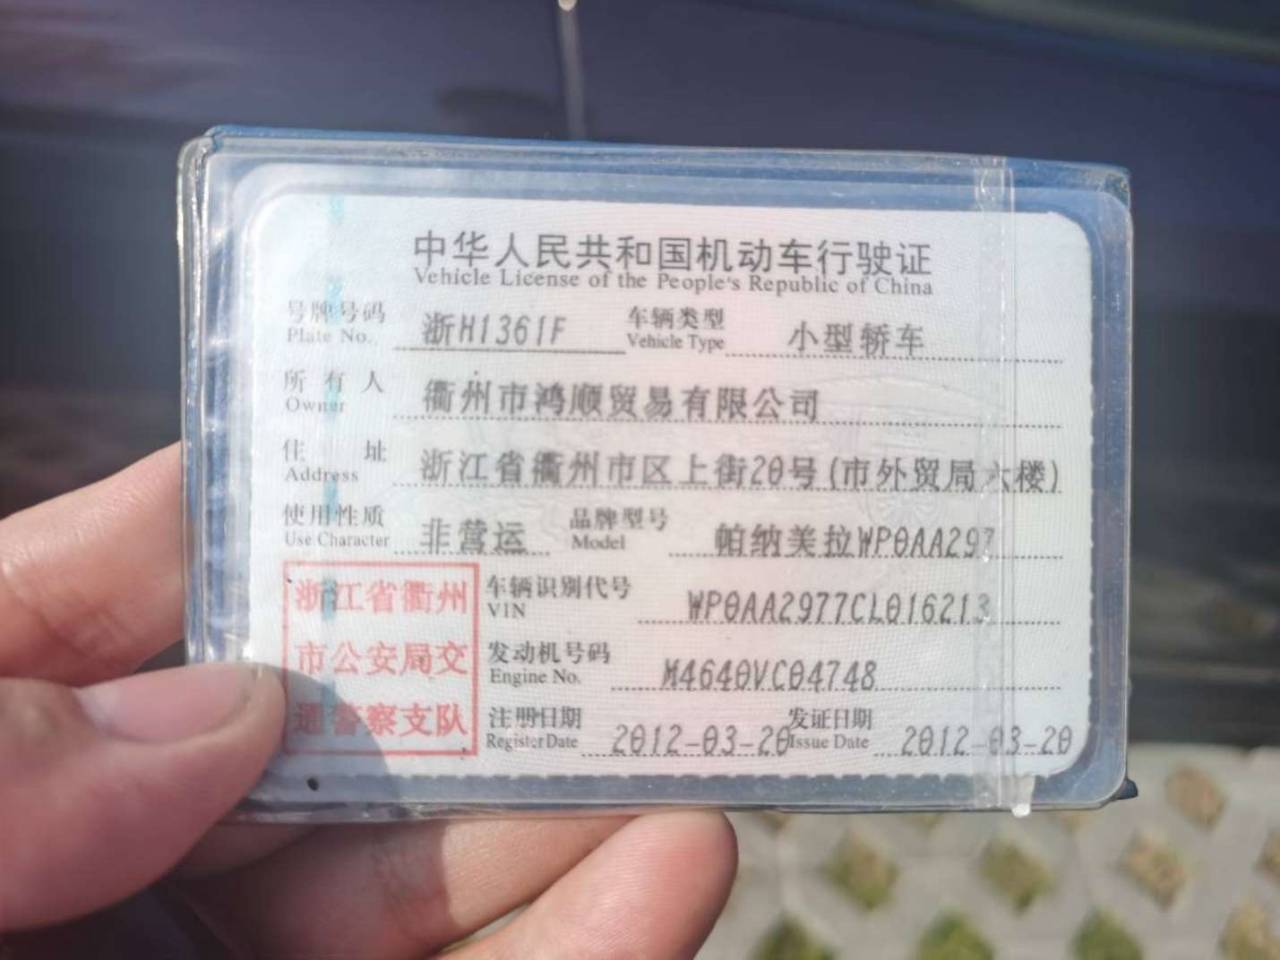 中华人民共和国机动车行驶证
Vehicle License of the People's Republic of China
号牌号码 浙H1361F 车辆类型 小型轿车
Plate No. Vehicle Type
所有人 衢州市鸿顺贸易有限公司
Owner
住址 浙江省衢州市区上街20号(市外贸局六楼)
Address
使用性质 非营运 品牌型号 帕纳美拉WP0AA297
Use Character Model
浙江省衢州
市公安局交
通警察支队
车辆识别代号 WP0AA2977CL016213
VIN
发动机号码 M4640VC04748
Engine No.
注册日期 2012-03-20 发证日期 2012-03-20
Register Date Issue Date